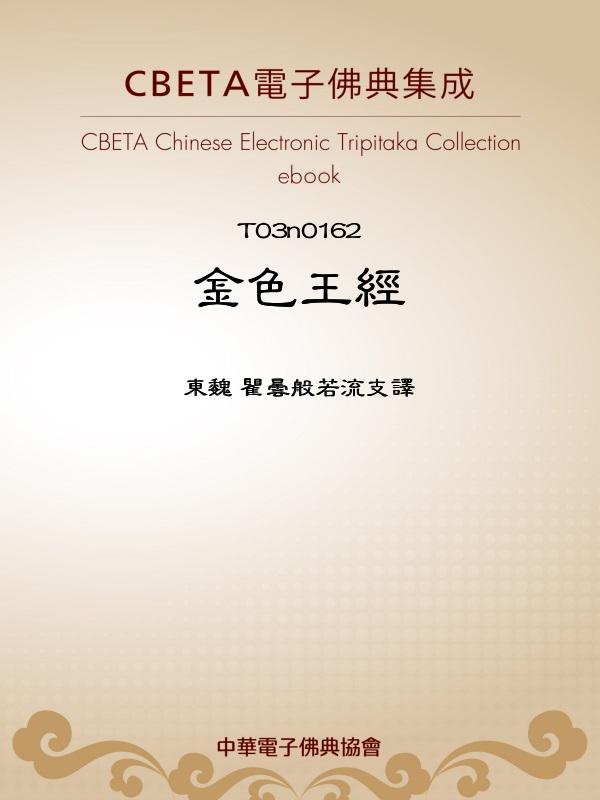 CBETA電子佛典集成
CBETA Chinese Electronic Tripitaka Collection
ebook
T03n0162
金色王經
東魏 瞿曇般若流支譯
中華電子佛典協會